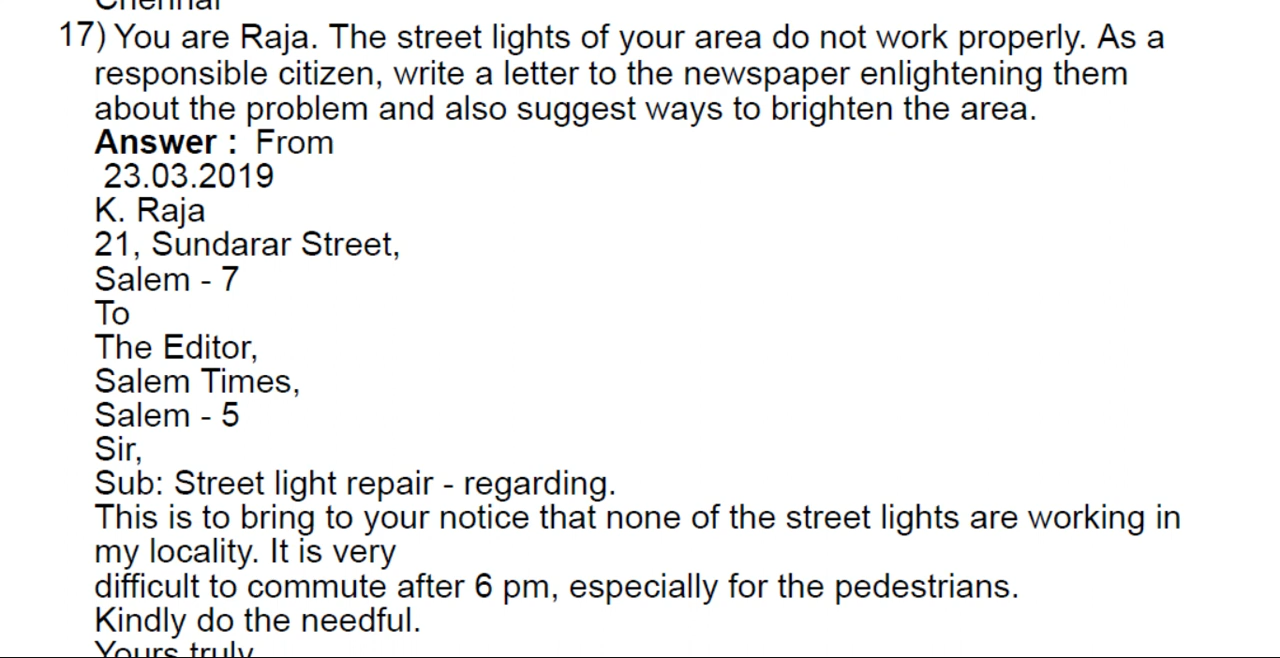 Chennai
17) You are Raja. The street lights of your area do not work properly. As a
responsible citizen, write a letter to the newspaper enlightening them
about the problem and also suggest ways to brighten the area.
Answer : From
23.03.2019
K. Raja
21, Sundarar Street,
Salem - 7
To
The Editor,
Salem Times,
Salem - 5
Sir,
Sub: Street light repair - regarding.
This is to bring to your notice that none of the street lights are working in
my locality. It is very
difficult to commute after 6 pm, especially for the pedestrians.
Kindly do the needful.
Yours truly